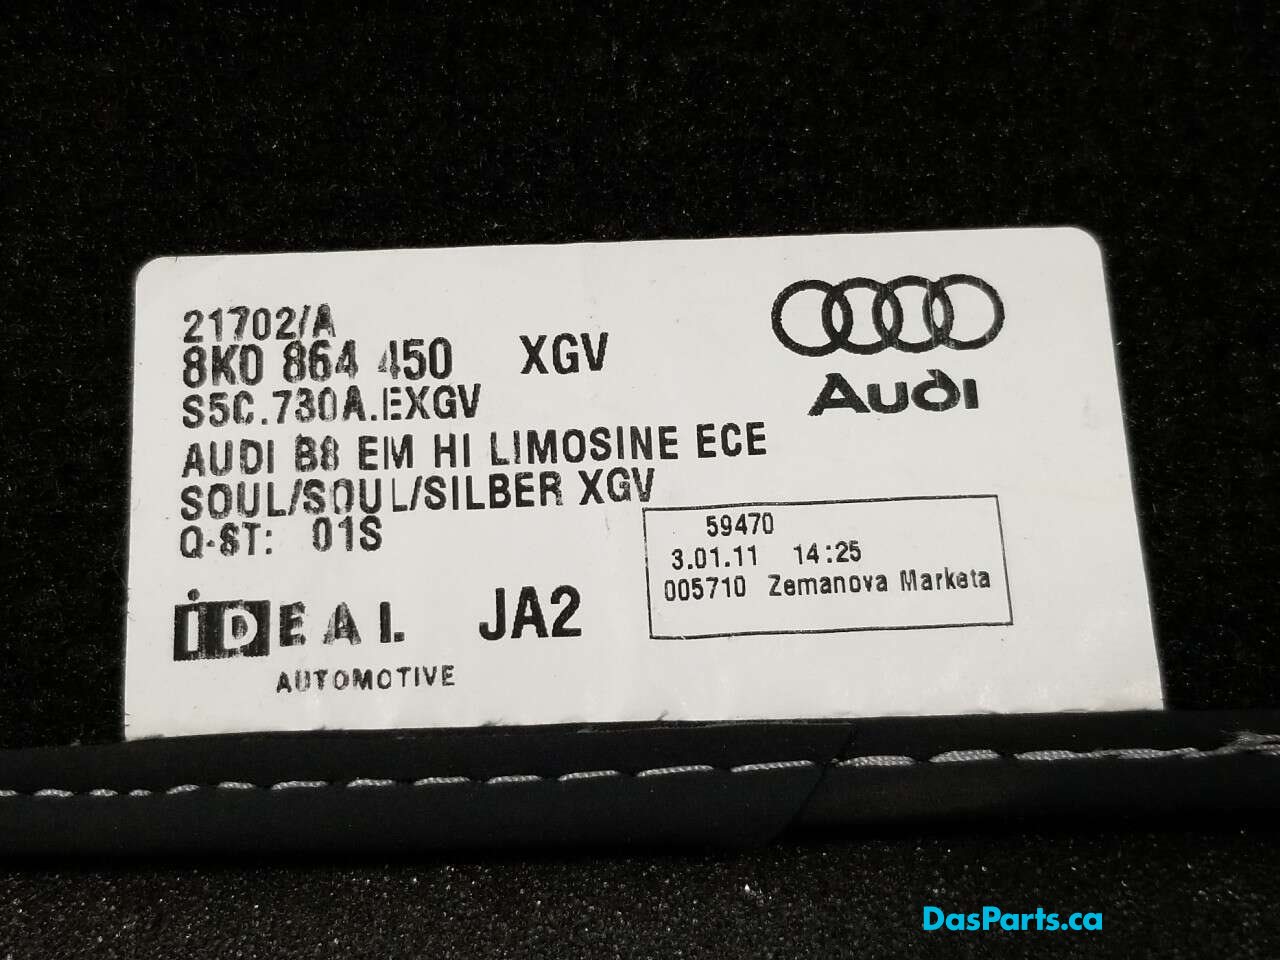 21702/A
8K0 864 450 XGV
S5C.730A.EXGV
AUDI B8 EM HI LIMOSINE ECE
SOUL/SOUL/SILBER XGV
Q-ST: 01S
Audi
59470
3.01.11 14:25
005710 Zemanova Marketa
iDEAL JA2
AUTOMOTIVE
DasParts.ca